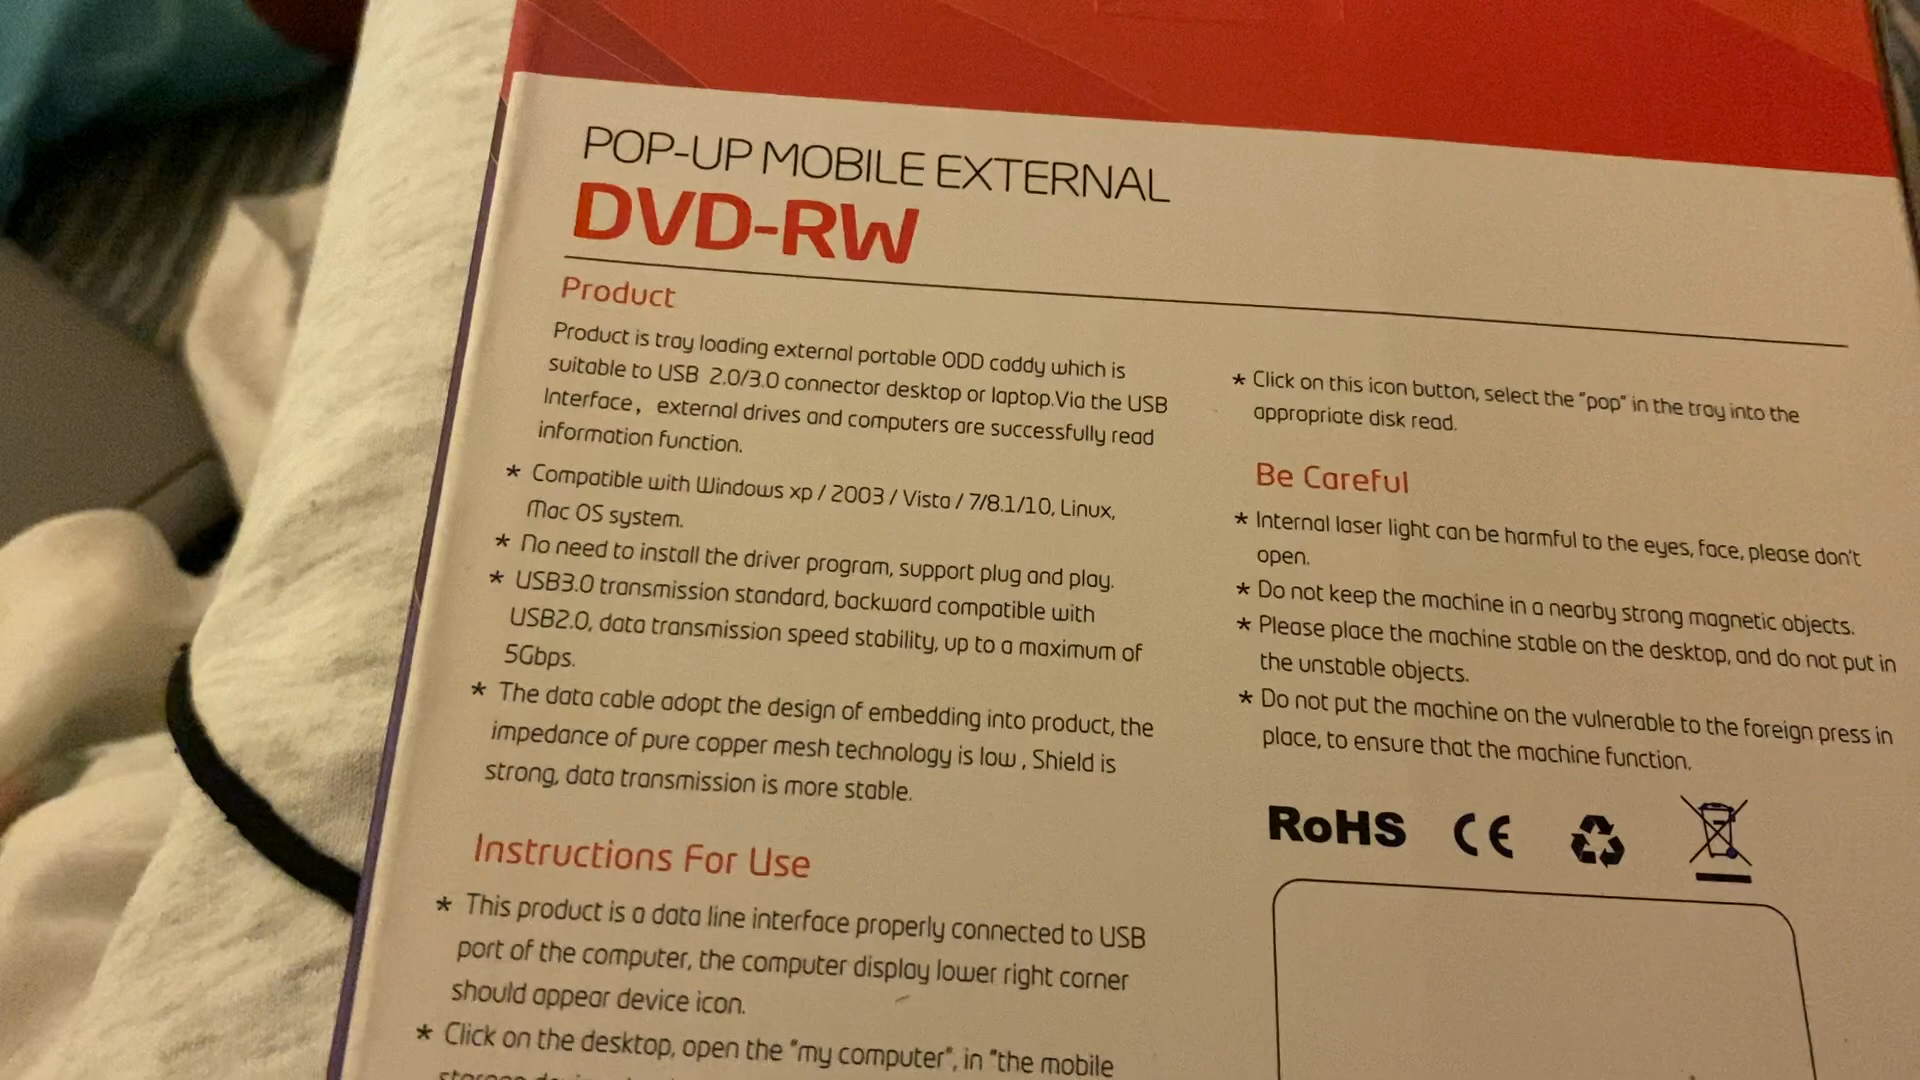 POP-UP MOBILE EXTERNAL
DVD-RW
Product
Product is tray loading external portable ODD caddy which is
suitable to USB 2.0/3.0 connector desktop or laptop.Via the USB
Interface, external drives and computers are successfully read
information function.
* Compatible with Windows xp / 2003 / Vista / 7/8.1/10, Linux,
Mac OS system.
* No need to install the driver program, support plug and play.
* USB3.0 transmission standard, backward compatible with
USB2.0, data transmission speed stability, up to a maximum of
5Gbps.
* The data cable adopt the design of embedding into product, the
impedance of pure copper mesh technology is low , Shield is
strong, data transmission is more stable.
Instructions For Use
* This product is a data line interface properly connected to USB
port of the computer, the computer display lower right corner
should appear device icon.
* Click on the desktop, open the "my computer", in "the mobile
* Click on this icon button, select the "pop" in the tray into the
appropriate disk read.
Be Careful
* Internal laser light can be harmful to the eyes, face, please don't
open.
* Do not keep the machine in a nearby strong magnetic objects.
* Please place the machine stable on the desktop, and do not put in
the unstable objects.
* Do not put the machine on the vulnerable to the foreign press in
place, to ensure that the machine function.
RoHS CE